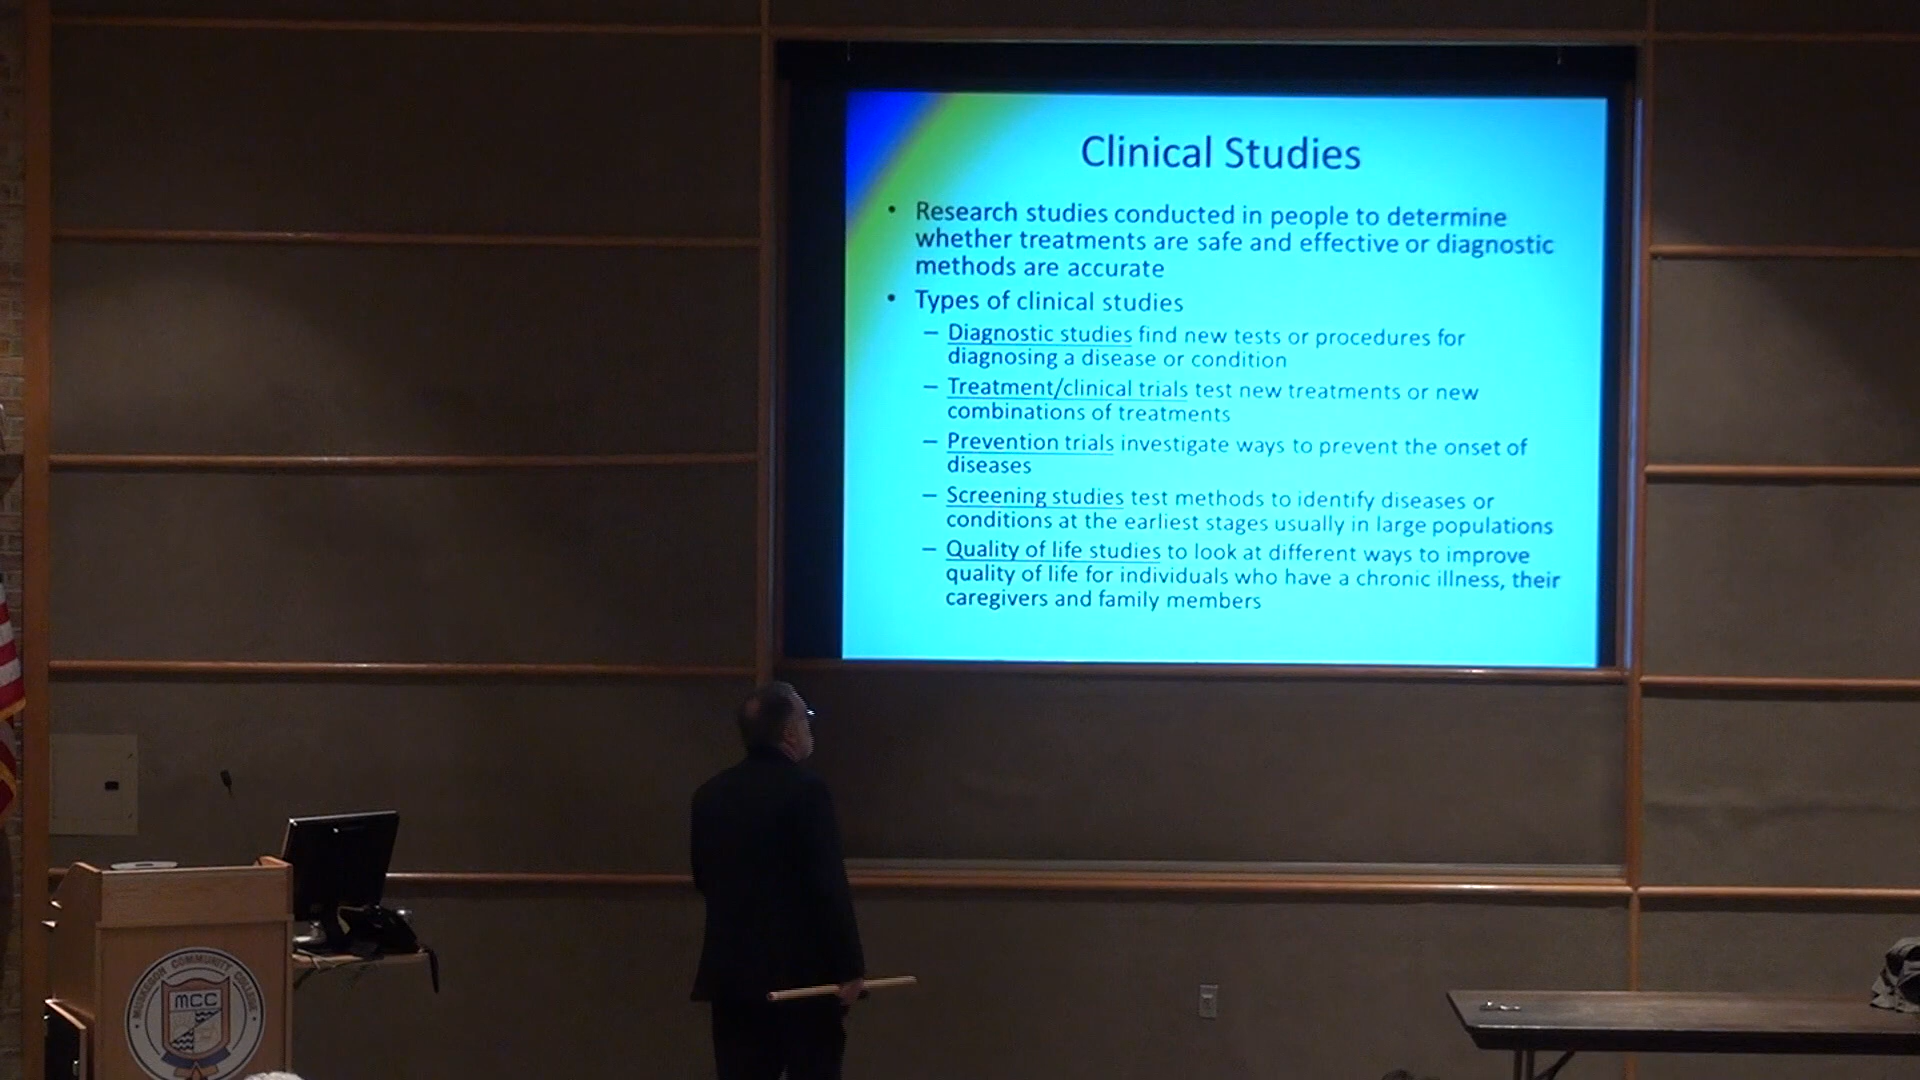 Clinical Studies
• Research studies conducted in people to determine
whether treatments are safe and effective or diagnostic
methods are accurate
• Types of clinical studies
– Diagnostic studies find new tests or procedures for
diagnosing a disease or condition
– Treatment/clinical trials test new treatments or new
combinations of treatments
– Prevention trials investigate ways to prevent the onset of
diseases
– Screening studies test methods to identify diseases or
conditions at the earliest stages usually in large populations
– Quality of life studies to look at different ways to improve
quality of life for individuals who have a chronic illness, their
caregivers and family members
MUSKEGON COMMUNITY COLLEGE
MCC